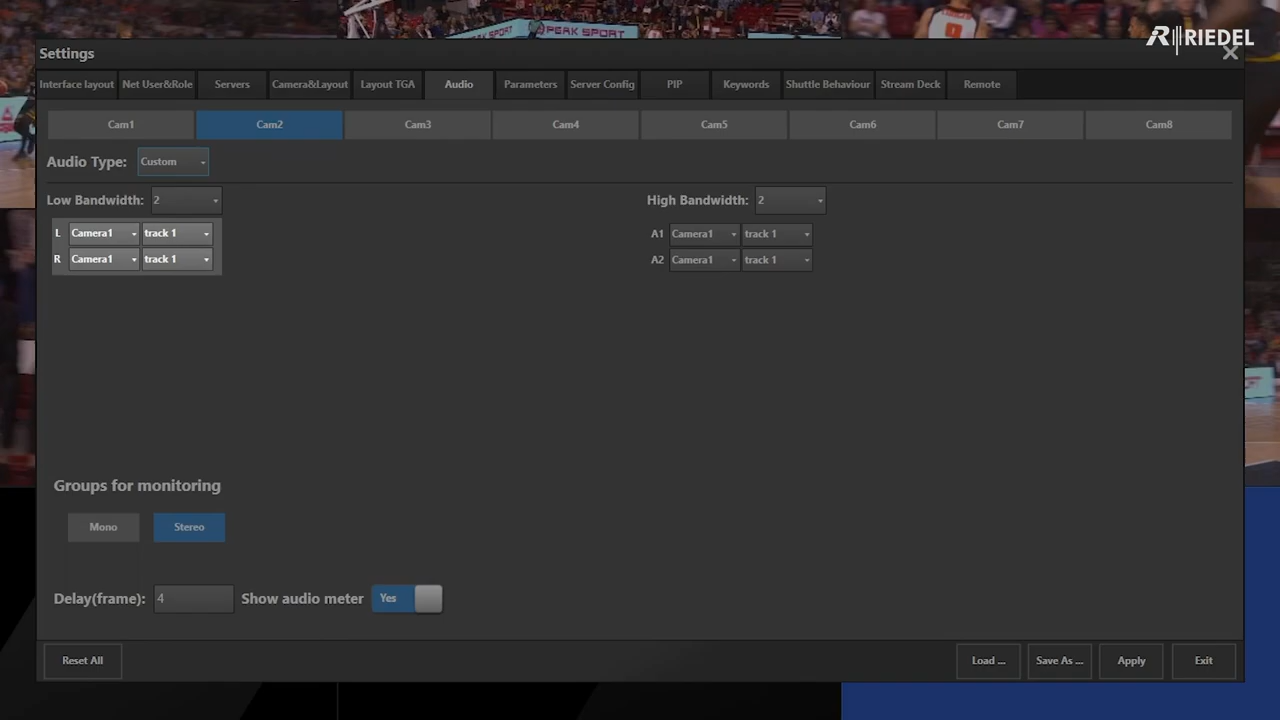 PEAK SPORT
RIEDEL
Settings
Interface layout Net User&Role Servers Camera&Layout Layout TGA Audio Parameters Server Config PIP Keywords Shuttle Behaviour Stream Deck Remote
Cam1 Cam2 Cam3 Cam4 Cam5 Cam6 Cam7 Cam8
Audio Type: Custom
Low Bandwidth: 2 High Bandwidth: 2
L Camera1 track 1 A1 Camera1 track 1
R Camera1 track 1 A2 Camera1 track 1
Groups for monitoring
Mono Stereo
Delay(frame): 4 Show audio meter Yes
Reset All Load ... Save As ... Apply Exit